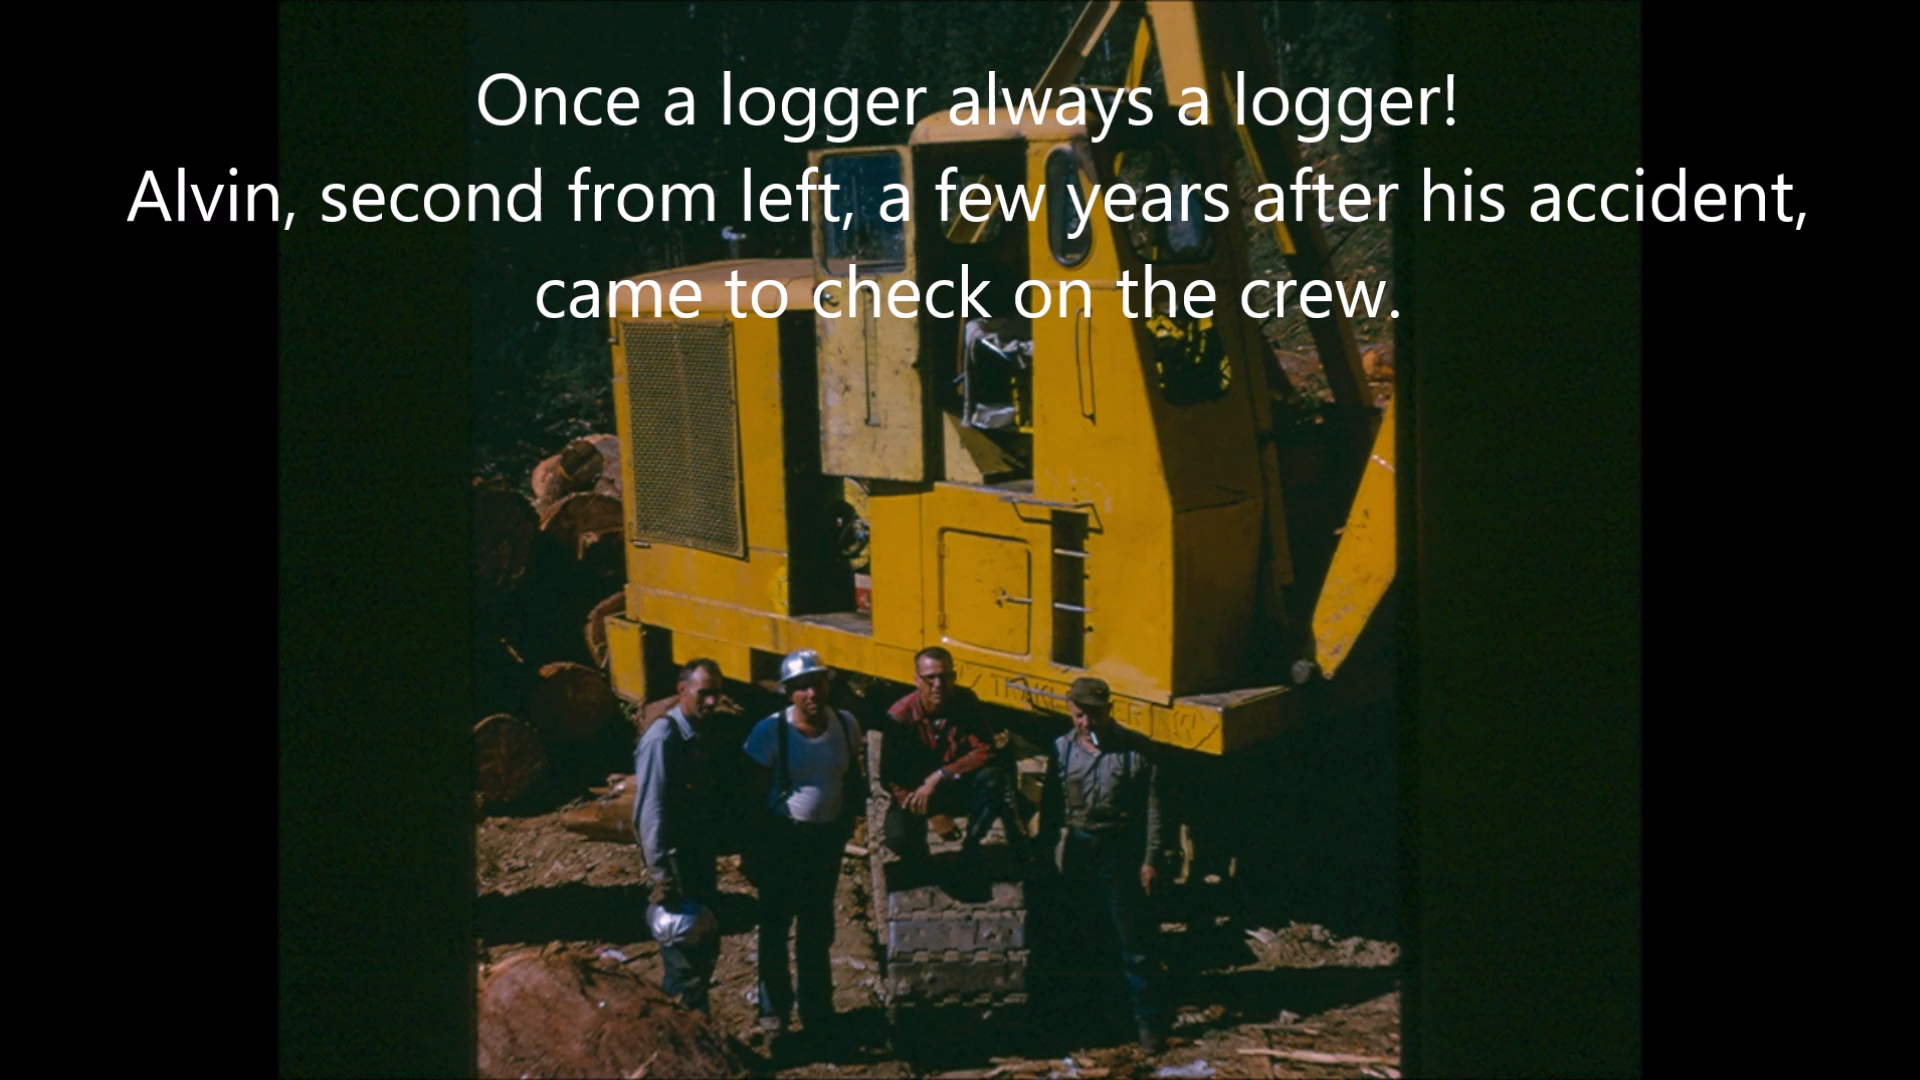 Once a logger always a logger!
Alvin, second from left, a few years after his accident,
came to check on the crew.